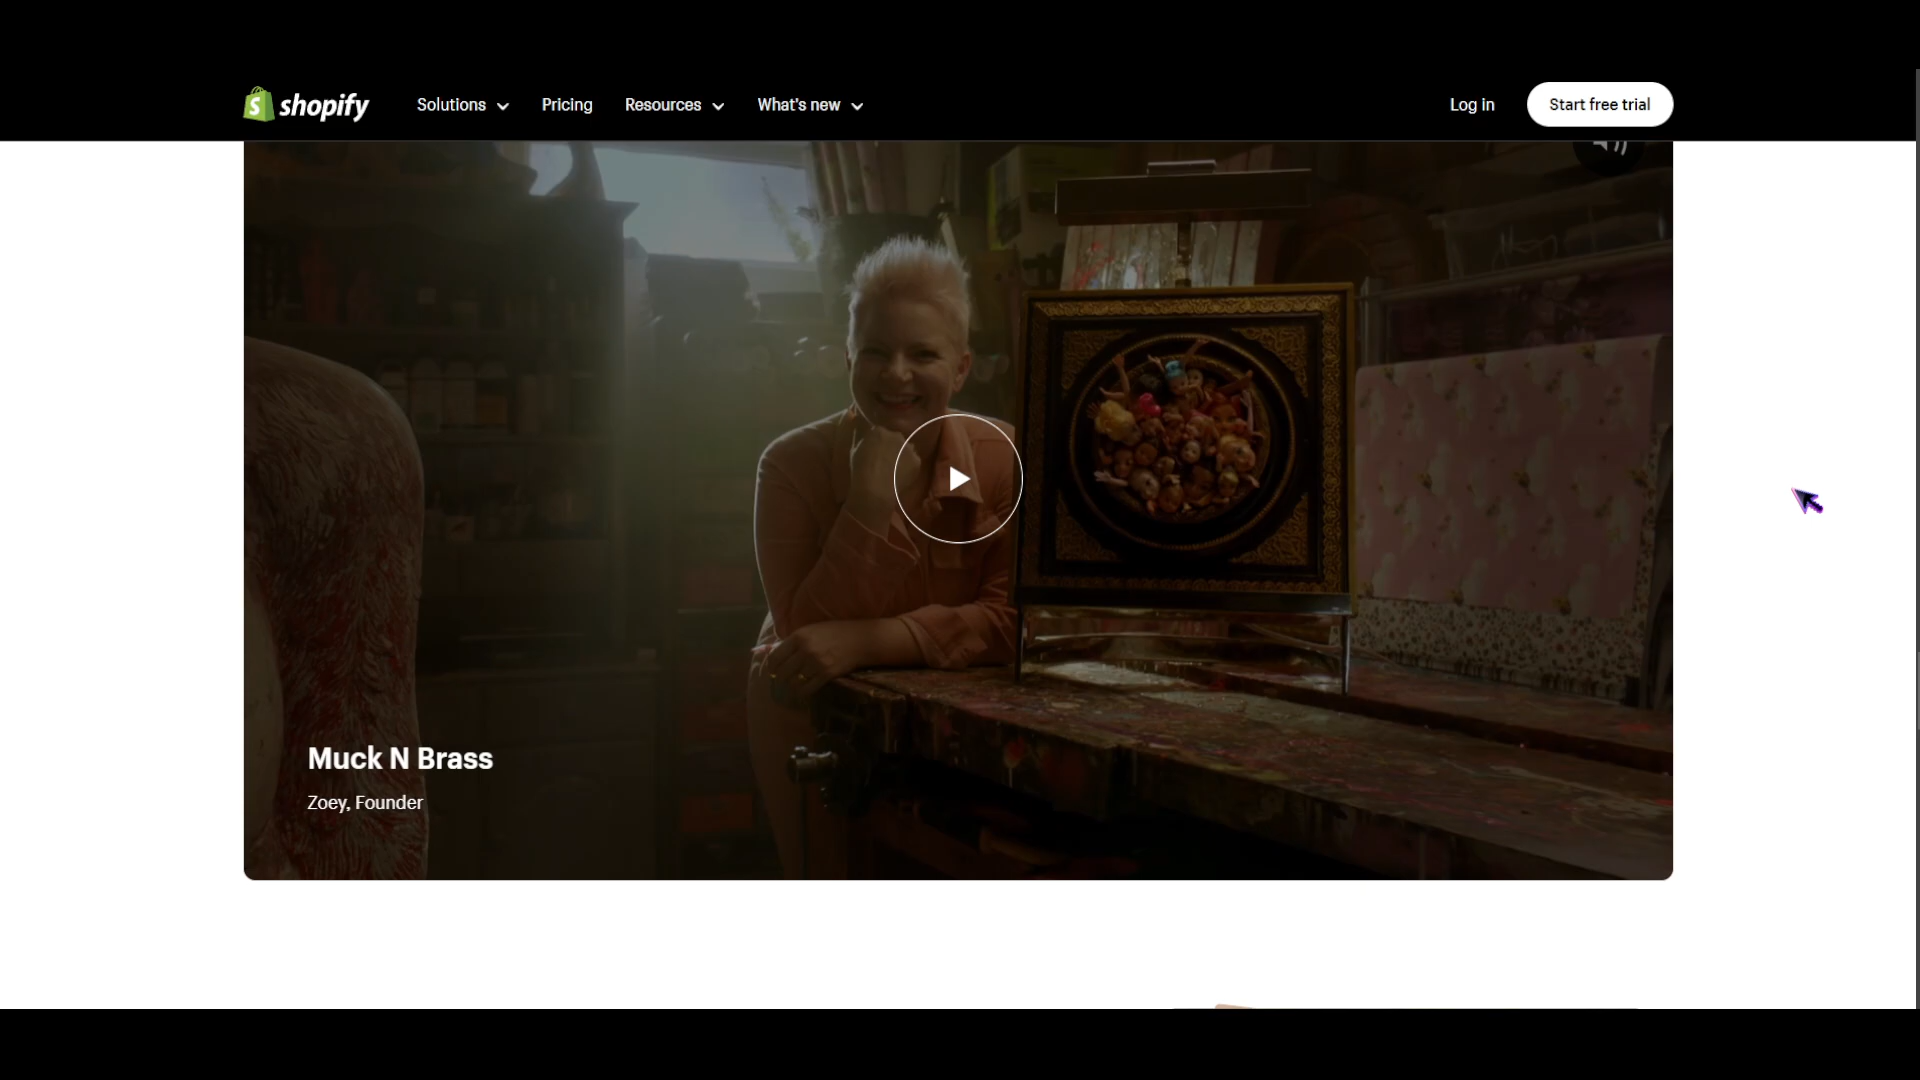 shopify Solutions Pricing Resources What's new Log in Start free trial
Muck N Brass
Zoey, Founder